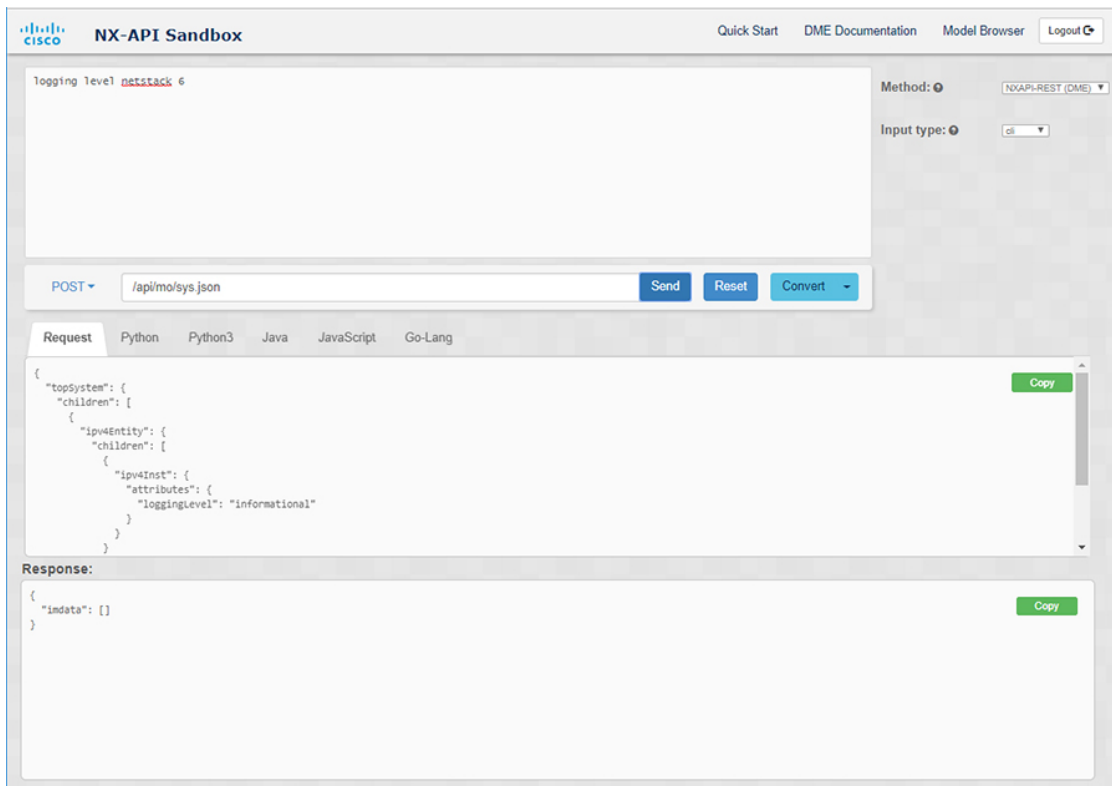 CISCO
NX-API Sandbox
Quick Start
DME Documentation
Model Browser
Logout
logging level netstack 6
Method:
NXAPI-REST (DME)
Input type:
cli
POST
/api/mo/sys.json
Send
Reset
Convert
Request
Python
Python3
Java
JavaScript
Go-Lang
{
"topSystem": {
"children": [
{
"ipv4Entity": {
"children": [
{
"ipv4Inst": {
"attributes": {
"loggingLevel": "informational"
}
}
}
Copy
Response:
{
"imdata": []
}
Copy